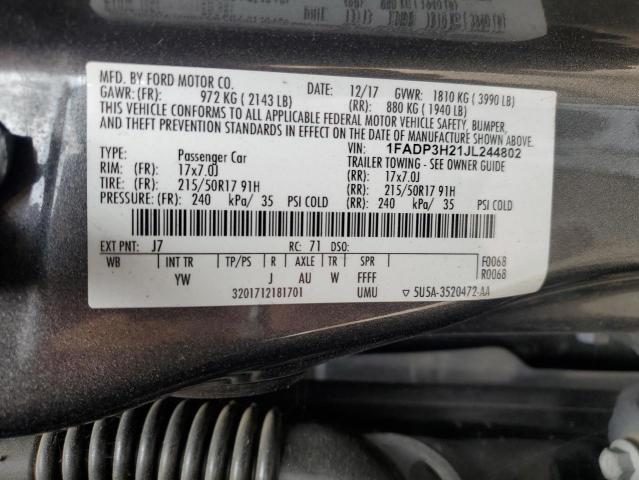 MFD. BY FORD MOTOR CO. DATE: 12/17 GVWR: 1810 KG ( 3990 LB)
GAWR: (FR): 972 KG ( 2143 LB) (RR): 880 KG ( 1940 LB)
THIS VEHICLE CONFORMS TO ALL APPLICABLE FEDERAL MOTOR VEHICLE SAFETY, BUMPER,
AND THEFT PREVENTION STANDARDS IN EFFECT ON THE DATE OF MANUFACTURE SHOWN ABOVE.
VIN: 1FADP3H21JL244802
TYPE: Passenger Car TRAILER TOWING - SEE OWNER GUIDE
RIM: (FR): 17x7.0J (RR): 17x7.0J
TIRE: (FR): 215/50R17 91H (RR): 215/50R17 91H
PRESSURE: (FR): 240 kPa/ 35 PSI COLD (RR): 240 kPa/ 35 PSI COLD
EXT PNT: J7 RC: 71 DSO: F0068
WB INT TR TP/PS R AXLE TR SPR R0068
YW J AU W FFFF
3201712181701 UMU ▽ 5U5A-3520472-AA